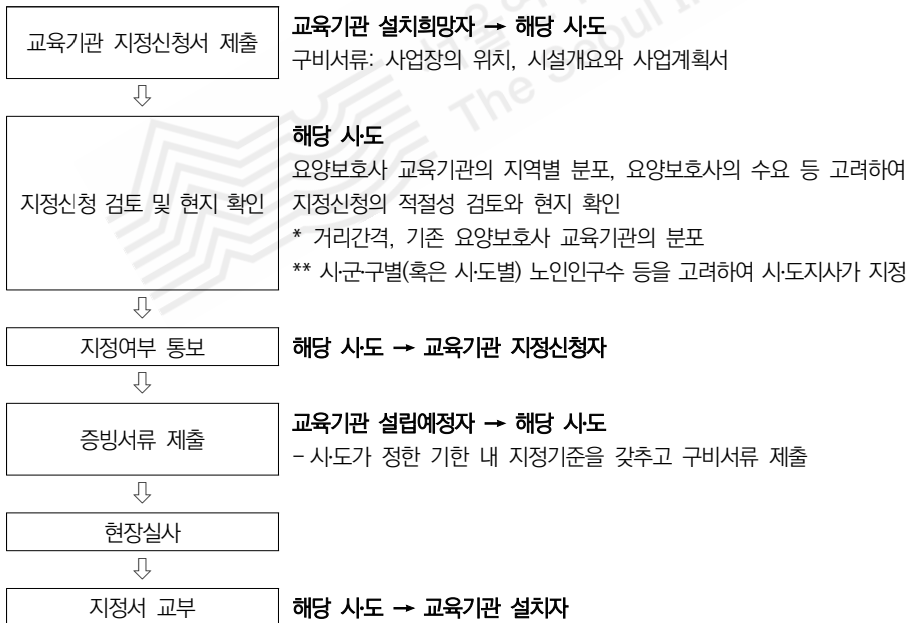 교육기관 지정신청서 제출
교육기관 설치희망자 → 해당 시·도
구비서류: 사업장의 위치, 시설개요와 사업계획서
⇩
지정신청 검토 및 현지 확인
해당 시·도
요양보호사 교육기관의 지역별 분포, 요양보호사의 수요 등 고려하여
지정신청의 적절성 검토와 현지 확인
* 거리간격, 기존 요양보호사 교육기관의 분포
** 시·군·구별(혹은 시·도별) 노인인구수 등을 고려하여 시·도지사가 지정
⇩
지정여부 통보
해당 시·도 → 교육기관 지정신청자
⇩
증빙서류 제출
교육기관 설립예정자 → 해당 시·도
- 시·도가 정한 기한 내 지정기준을 갖추고 구비서류 제출
⇩
현장실사
⇩
지정서 교부
해당 시·도 → 교육기관 설치자
The Seoul